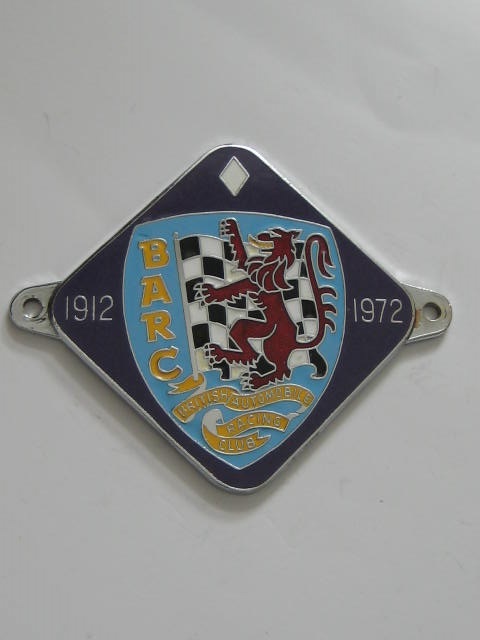 BARC
1912
1972
BRITISH AUTOMOBILE
RACING
CLUB